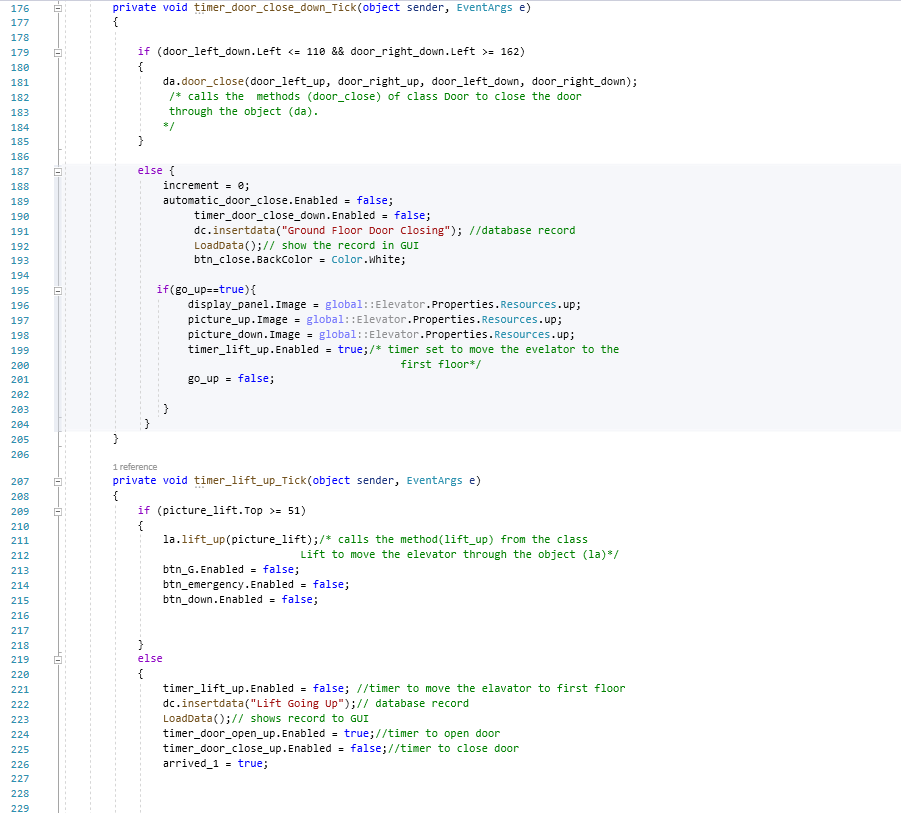 176 private void timer_door_close_down_Tick(object sender, EventArgs e)
177 {
178
179 if (door_left_down.Left <= 110 && door_right_down.Left >= 162)
180 {
181 da.door_close(door_left_up, door_right_up, door_left_down, door_right_down);
182 /* calls the  methods (door_close) of class Door to close the door
183 through the object (da).
184 */
185 }
186
187 else {
188 increment = 0;
189 automatic_door_close.Enabled = false;
190 timer_door_close_down.Enabled = false;
191 dc.insertdata("Ground Floor Door Closing"); //database record
192 LoadData();// show the record in GUI
193 btn_close.BackColor = Color.White;
194
195 if(go_up==true){
196 display_panel.Image = global::Elevator.Properties.Resources.up;
197 picture_up.Image = global::Elevator.Properties.Resources.up;
198 picture_down.Image = global::Elevator.Properties.Resources.up;
199 timer_lift_up.Enabled = true;/* timer set to move the evelator to the
200 first floor*/
201 go_up = false;
202
203 }
204 }
205 }
206
1 reference
207 private void timer_lift_up_Tick(object sender, EventArgs e)
208 {
209 if (picture_lift.Top >= 51)
210 {
211 la.lift_up(picture_lift);/* calls the method(lift_up) from the class
212 Lift to move the elevator through the object (la)*/
213 btn_G.Enabled = false;
214 btn_emergency.Enabled = false;
215 btn_down.Enabled = false;
216
217
218 }
219 else
220 {
221 timer_lift_up.Enabled = false; //timer to move the elavator to first floor
222 dc.insertdata("Lift Going Up");// database record
223 LoadData();// shows record to GUI
224 timer_door_open_up.Enabled = true;//timer to open door
225 timer_door_close_up.Enabled = false;//timer to close door
226 arrived_1 = true;
227
228
229